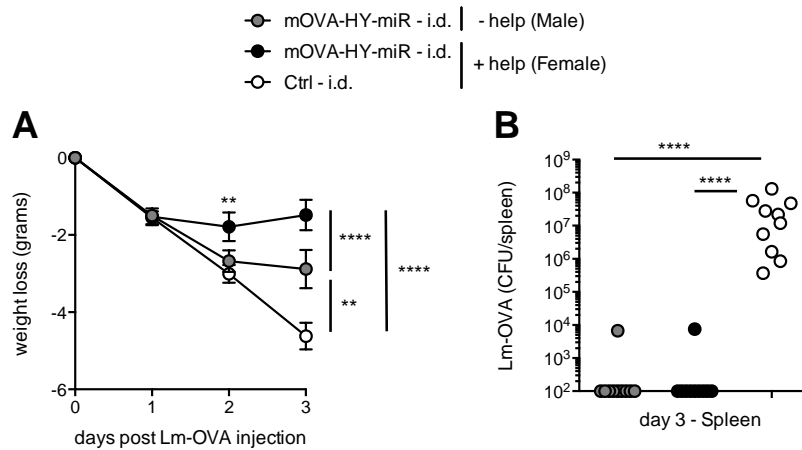 mOVA-HY-miR - i.d.
- help (Male)
mOVA-HY-miR - i.d.
+ help (Female)
Ctrl - i.d.
A
weight loss (grams)
0
-2
-4
-6
**
****
**
****
0 1 2 3
days post Lm-OVA injection
B
Lm-OVA (CFU/spleen)
10⁹
10⁸
10⁷
10⁶
10⁵
10⁴
10³
10²
****
****
day 3 - Spleen